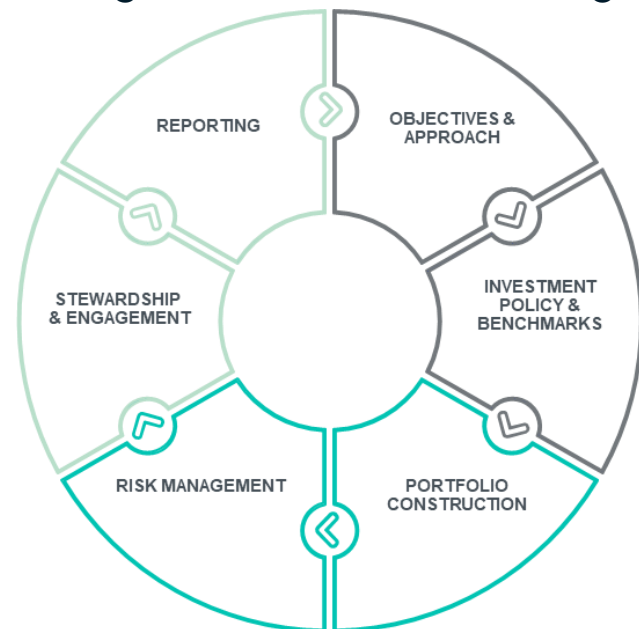 REPORTING
OBJECTIVES &
APPROACH
INVESTMENT
POLICY &
BENCHMARKS
PORTFOLIO
CONSTRUCTION
RISK MANAGEMENT
STEWARDSHIP
& ENGAGEMENT